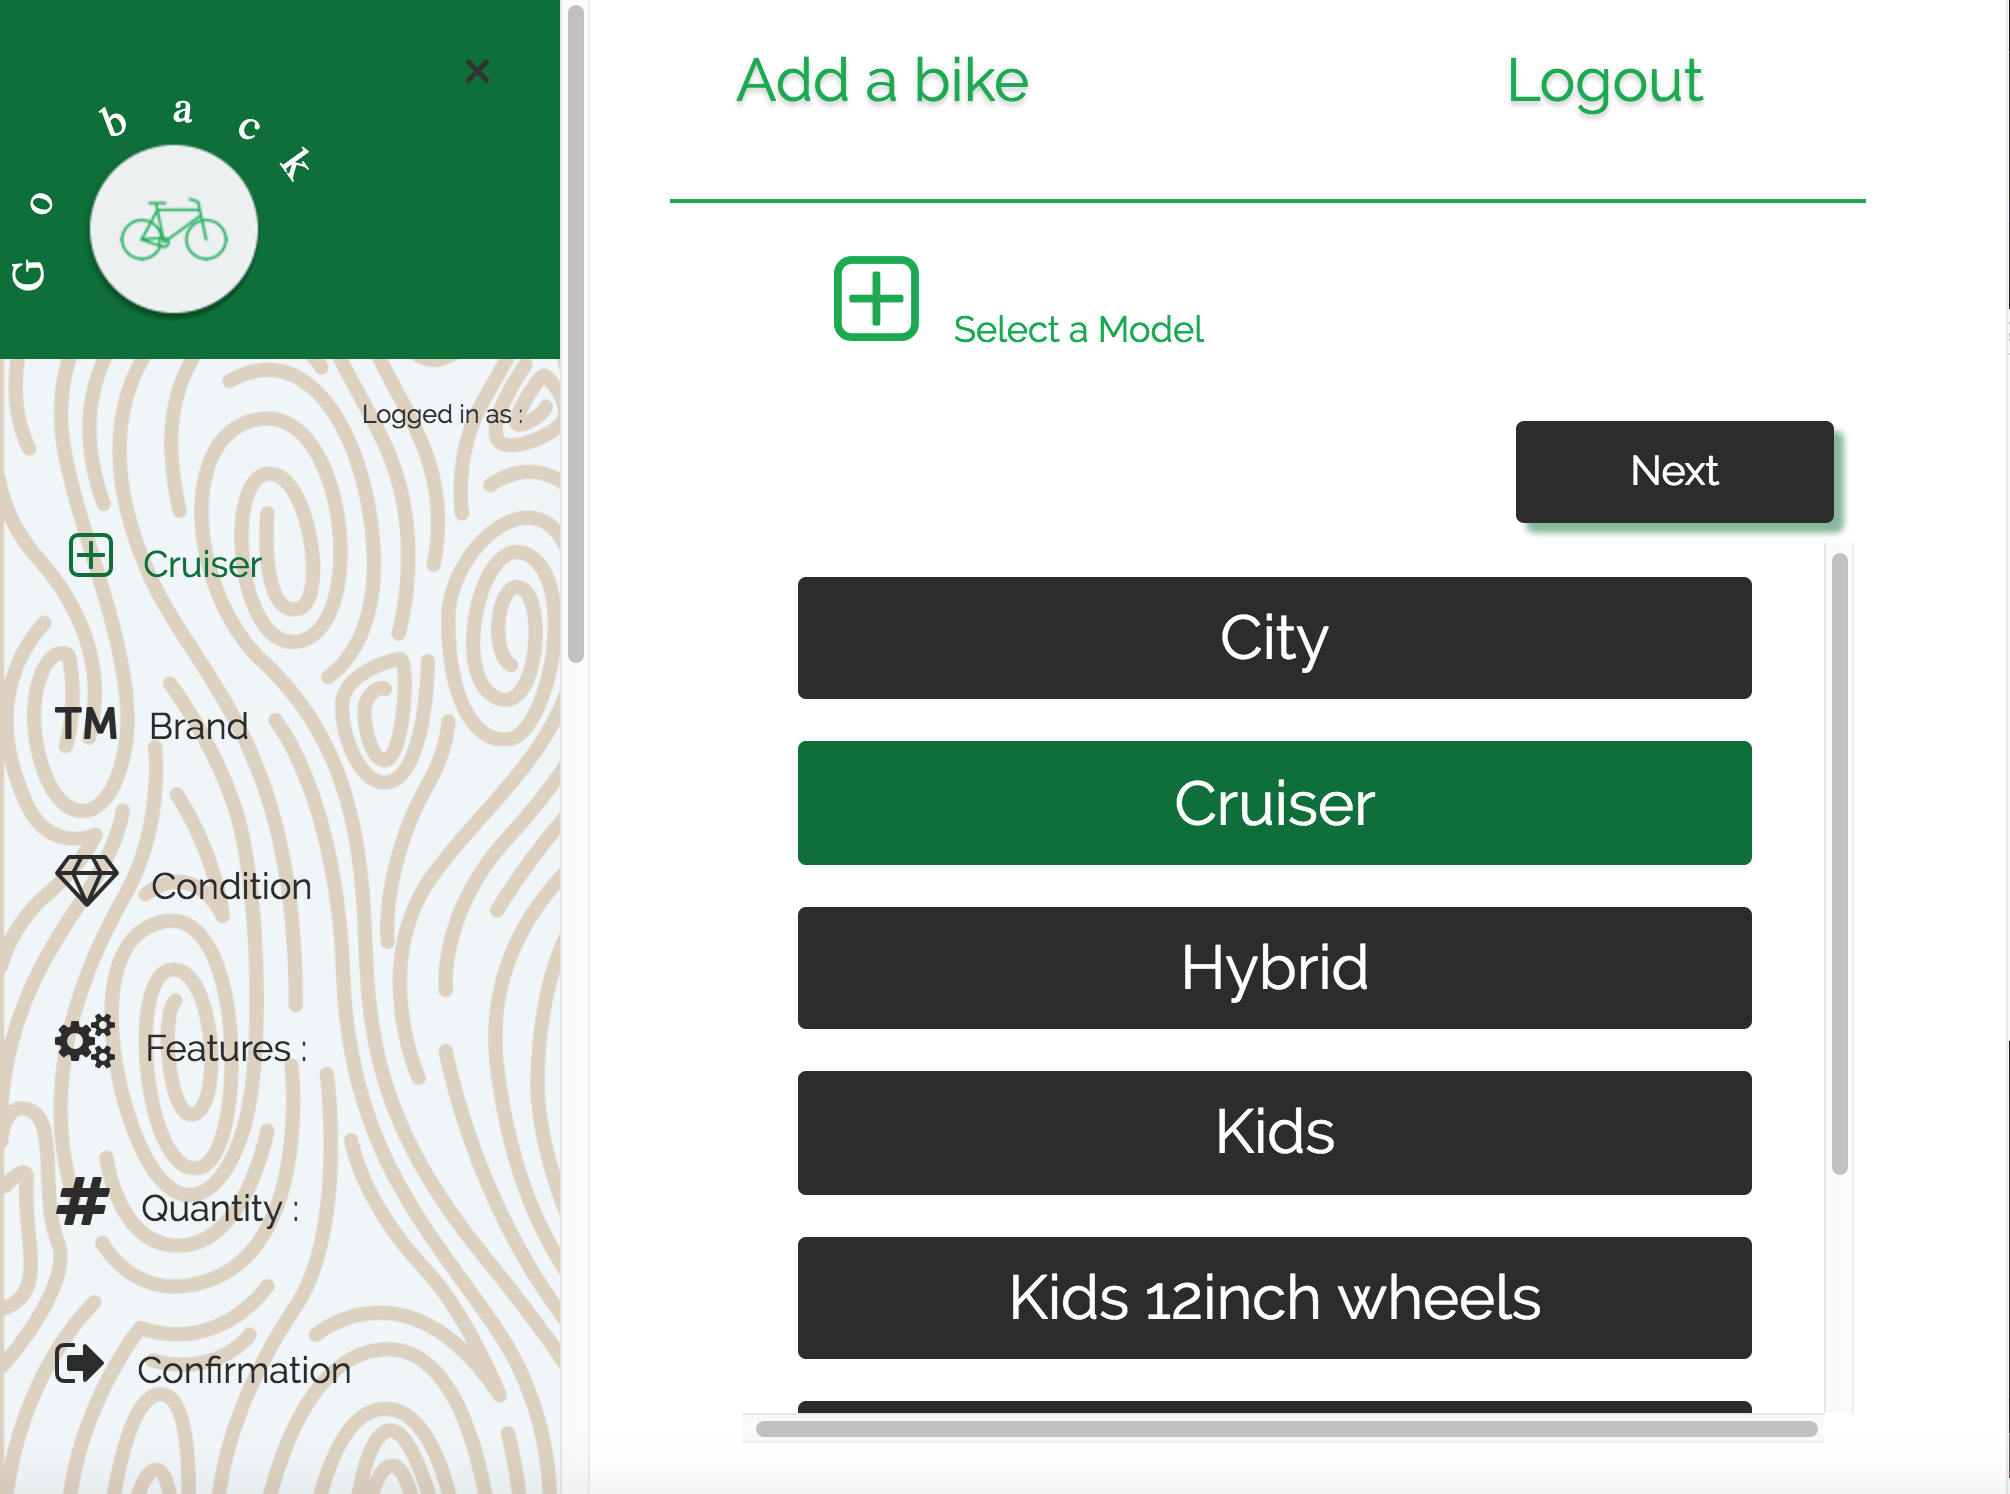 Go back
Logged in as :
Cruiser
TM Brand
Condition
Features :
# Quantity :
Confirmation
Add a bike
Logout
Select a Model
Next
City
Cruiser
Hybrid
Kids
Kids 12inch wheels